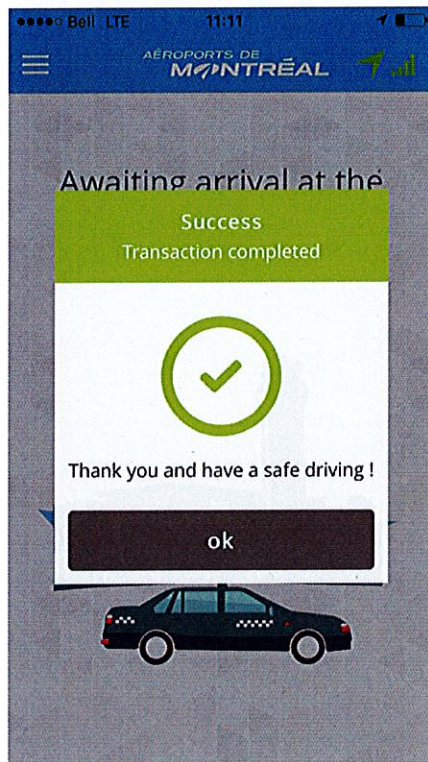 Bell LTE 11:11
AÉROPORTS DE
MONTRÉAL
Awaiting arrival at the
Success
Transaction completed
Thank you and have a safe driving !
ok